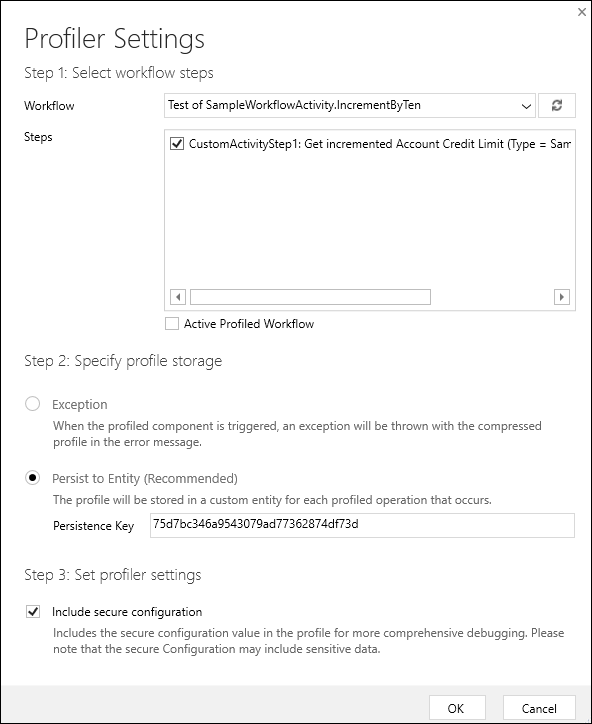 Profiler Settings
Step 1: Select workflow steps
Workflow
Test of SampleWorkflowActivity.IncrementByTen
Steps
CustomActivityStep1: Get incremented Account Credit Limit (Type = Sam
Active Profiled Workflow
Step 2: Specify profile storage
Exception
When the profiled component is triggered, an exception will be thrown with the compressed
profile in the error message.
Persist to Entity (Recommended)
The profile will be stored in a custom entity for each profiled operation that occurs.
Persistence Key
75d7bc346a9543079ad77362874df73d
Step 3: Set profiler settings
Include secure configuration
Includes the secure configuration value in the profile for more comprehensive debugging. Please
note that the secure Configuration may include sensitive data.
OK
Cancel